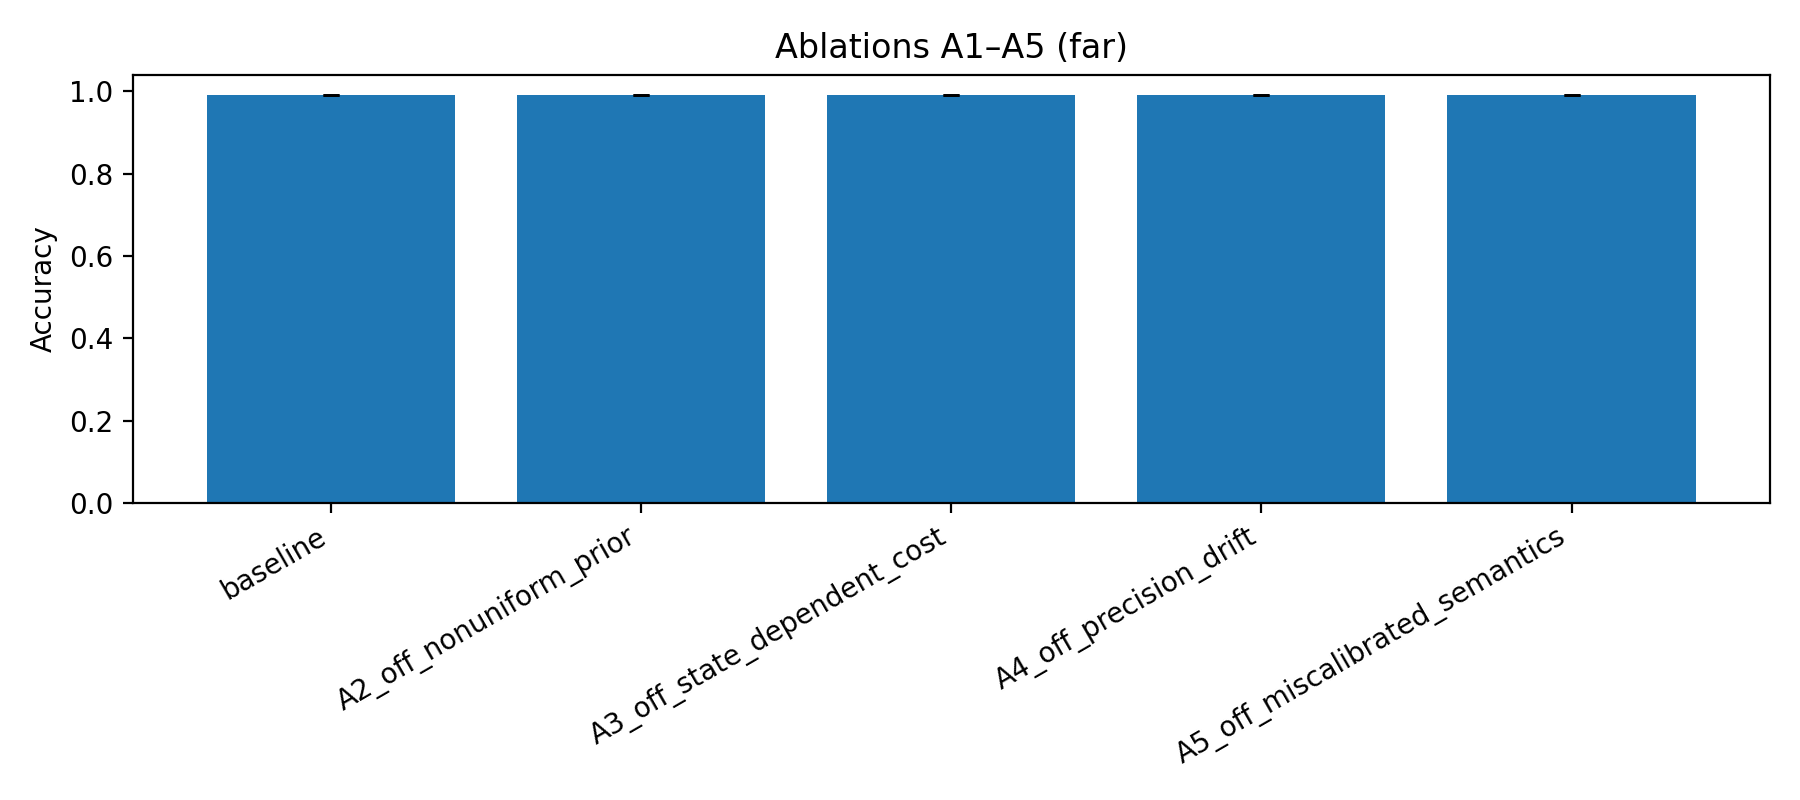 Ablations A1–A5 (far)
Accuracy
1.0
0.8
0.6
0.4
0.2
0.0
baseline
A2_off_nonuniform_prior
A3_off_state_dependent_cost
A4_off_precision_drift
A5_off_miscalibrated_semantics